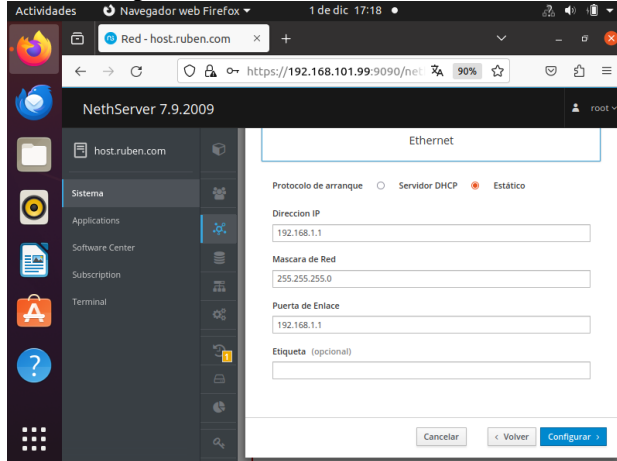 Actividades Navegador web Firefox 1 de dic 17:18
Red - host.ruben.com
https://192.168.101.99:9090/net 90%
NethServer 7.9.2009 root
host.ruben.com
Sistema
Applications
Software Center
Subscription
Terminal
1
Ethernet
Protocolo de arranque Servidor DHCP Estático
Direccion IP
192.168.1.1
Mascara de Red
255.255.255.0
Puerta de Enlace
192.168.1.1
Etiqueta (opcional)
Cancelar < Volver Configurar >